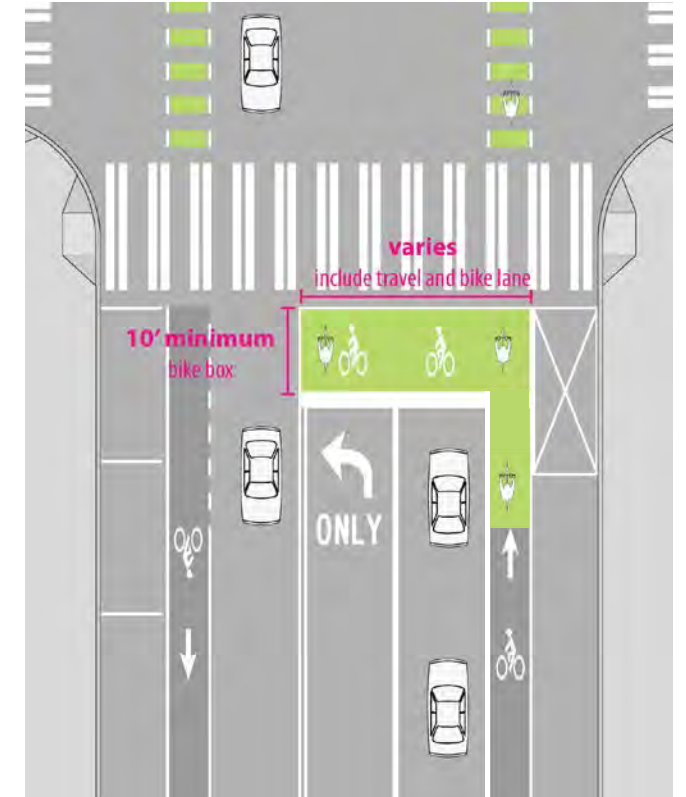 varies
include travel and bike lane
10’ minimum
bike box
ONLY